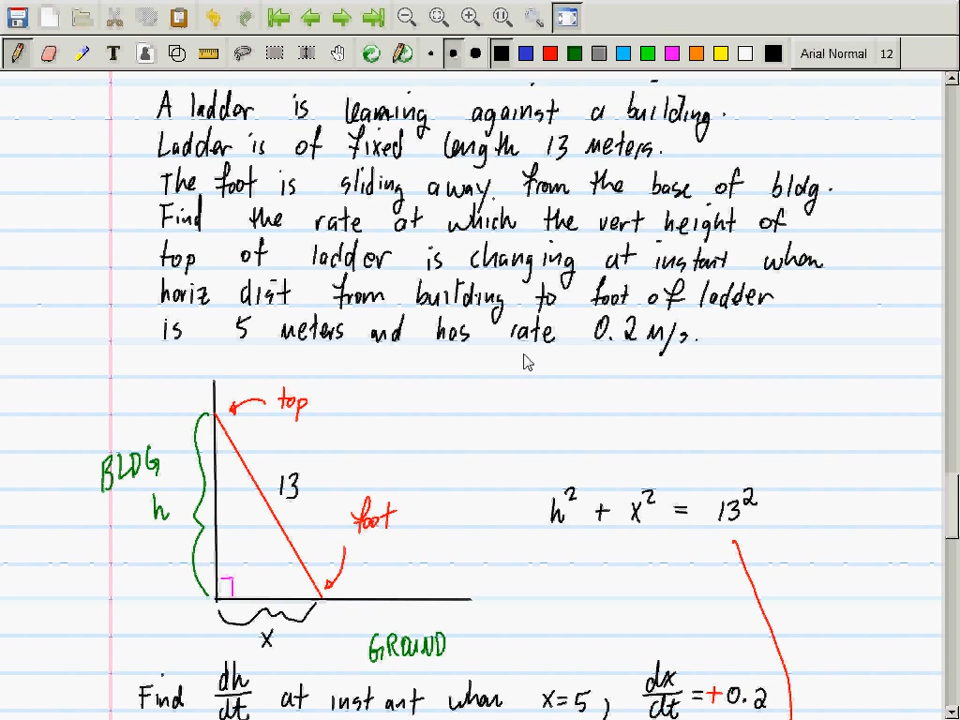 Arial Normal 12
A ladder is leaning against a building.
Ladder is of fixed length 13 meters.
The foot is sliding away from the base of bldg.
Find the rate at which the vert height of
top of ladder is changing at instant when
horiz dist from building to foot of ladder
is 5 meters and has rate 0.2 m/s.
top
BLDG
h
13
foot
h² + x² = 13²
x
GROUND
Find dh/dt at instant when x=5, dx/dt = +0.2